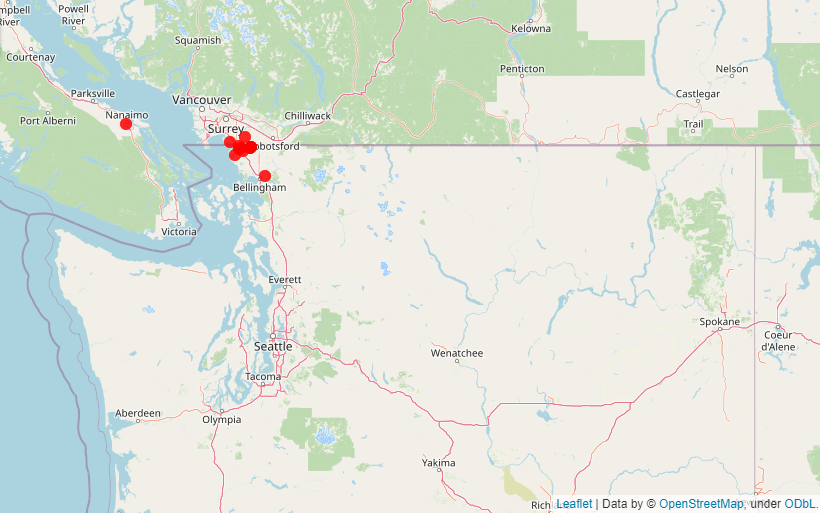 mpbell
River
Powell
River
Squamish
Kelowna
Courtenay
Penticton
Nelson
Parksville
Vancouver
Castlegar
Nanaimo
Chilliwack
Port Alberni
Surrey
Trail
bbotsford
Bellingham
Victoria
Everett
Spokane
Coeur
d'Alene
Seattle
Wenatchee
Tacoma
Aberdeen
Olympia
Yakima
Rich
Leaflet | Data by © OpenStreetMap, under ODbL.